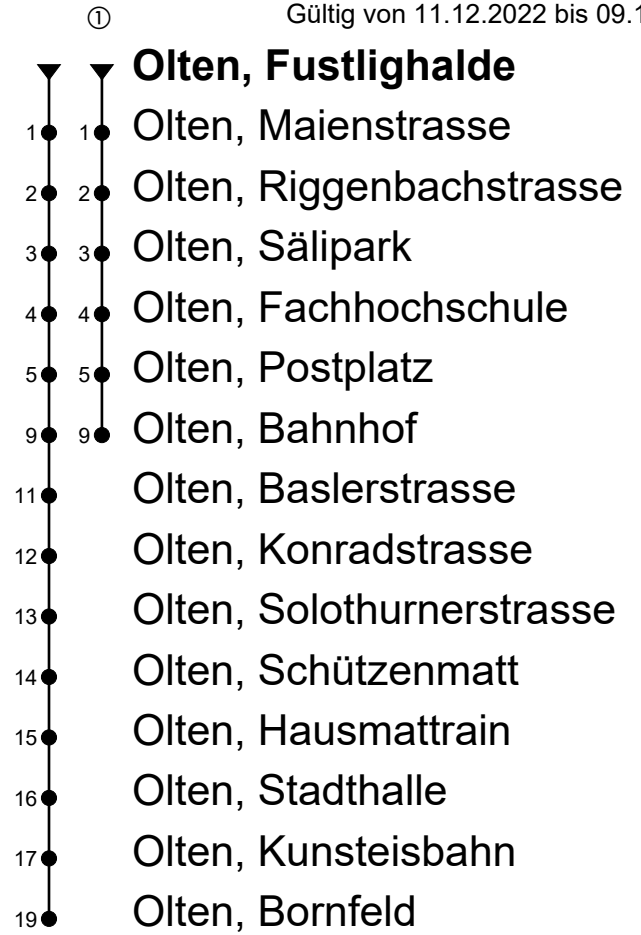 ① Gültig von 11.12.2022 bis 09.1
Olten, Fustlighalde
1 1 Olten, Maienstrasse
2 2 Olten, Riggenbachstrasse
3 3 Olten, Sälipark
4 4 Olten, Fachhochschule
5 5 Olten, Postplatz
9 9 Olten, Bahnhof
11 Olten, Baslerstrasse
12 Olten, Konradstrasse
13 Olten, Solothurnerstrasse
14 Olten, Schützenmatt
15 Olten, Hausmattrain
16 Olten, Stadthalle
17 Olten, Kunsteisbahn
19 Olten, Bornfeld